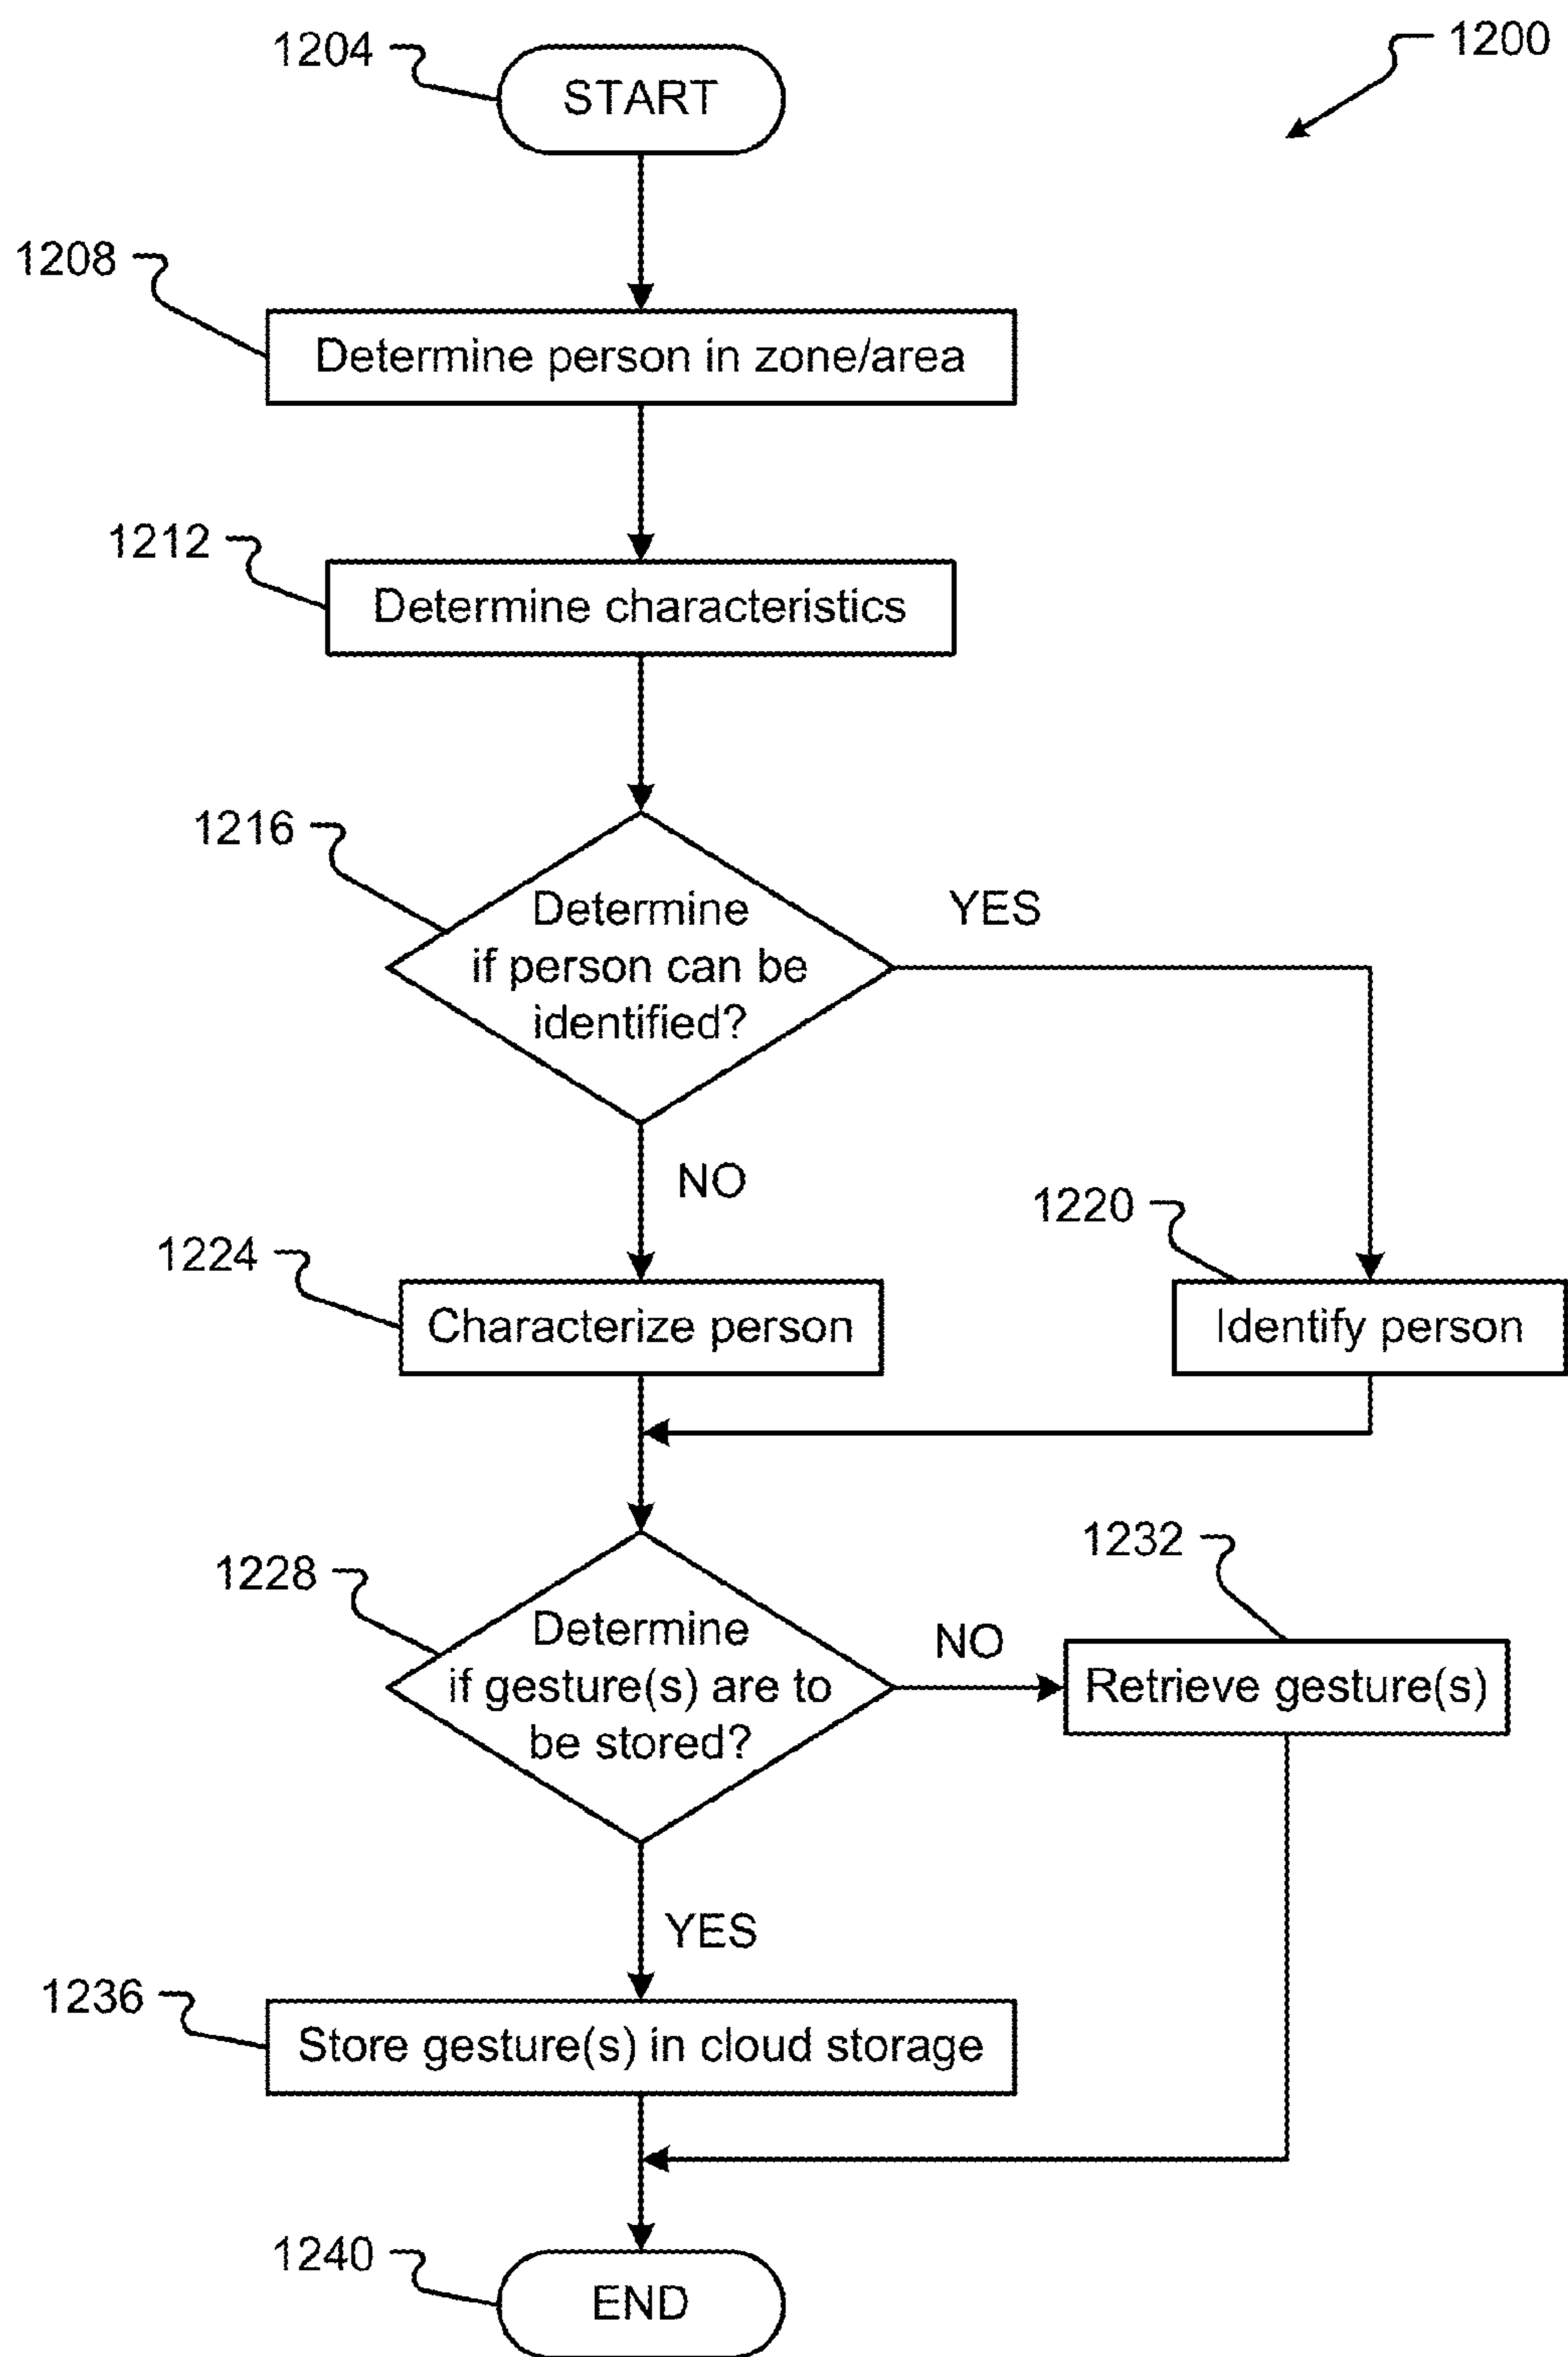 1204
START
1200
1208
Determine person in zone/area
1212
Determine characteristics
1216
Determine
if person can be
identified?
YES
NO
1220
1224
Characterize person
Identify person
1228
1232
Determine
if gesture(s) are to
be stored?
NO
Retrieve gesture(s)
YES
1236
Store gesture(s) in cloud storage
1240
END